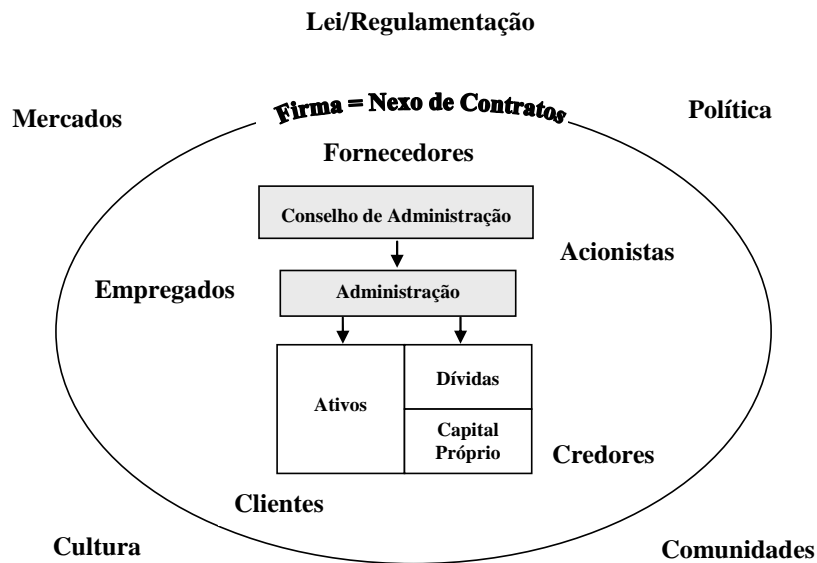 Lei/Regulamentação
Firma = Nexo de Contratos
Mercados
Política
Fornecedores
Conselho de Administração
Acionistas
Empregados
Administração
Ativos
Dívidas
Capital
Próprio
Credores
Clientes
Cultura
Comunidades